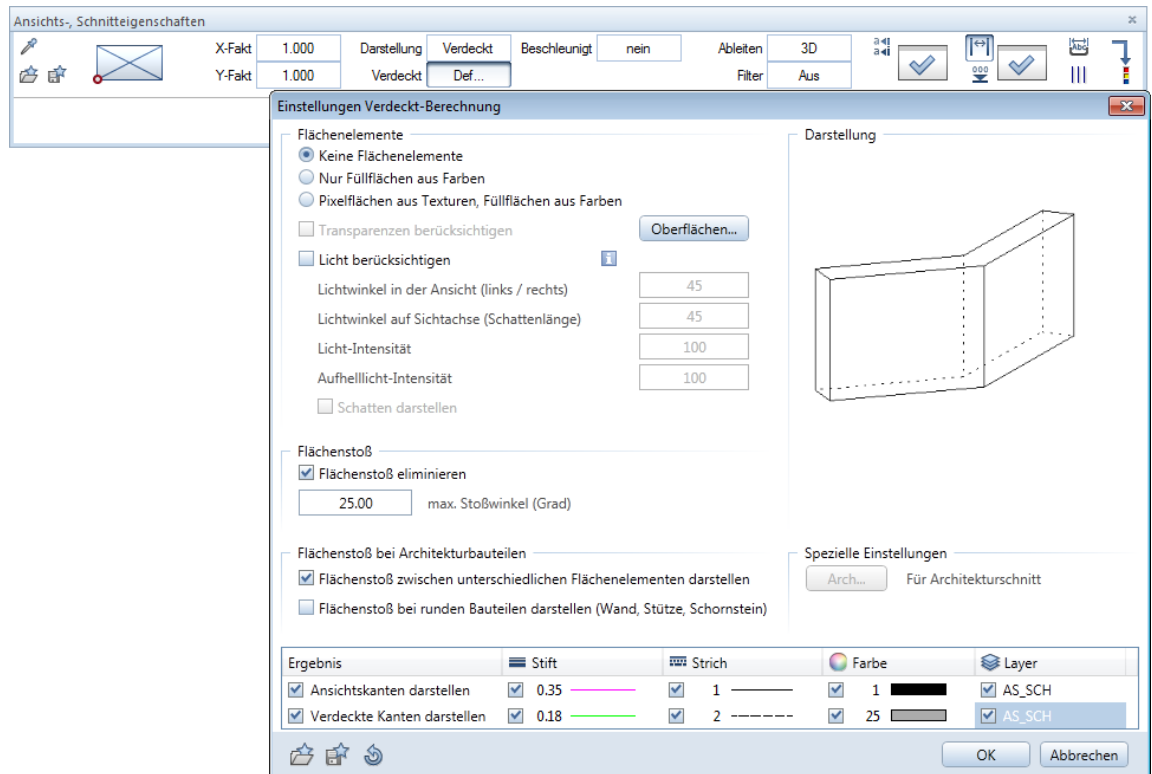 Ansichts-, Schnitteigenschaften
X-Fakt 1.000 Darstellung Verdeckt Beschleunigt nein Ableiten 3D
Y-Fakt 1.000 Verdeckt Def... Filter Aus
Einstellungen Verdeckt-Berechnung
Flächenelemente
Keine Flächenelemente
Nur Füllflächen aus Farben
Pixelflächen aus Texturen, Füllflächen aus Farben
Transparenzen berücksichtigen Oberflächen...
Licht berücksichtigen
Lichtwinkel in der Ansicht (links / rechts) 45
Lichtwinkel auf Sichtachse (Schattenlänge) 45
Licht-Intensität 100
Aufhelllicht-Intensität 100
Schatten darstellen
Darstellung
Flächenstoß
Flächenstoß eliminieren
25.00 max. Stoßwinkel (Grad)
Flächenstoß bei Architekturbauteilen
Flächenstoß zwischen unterschiedlichen Flächenelementen darstellen
Flächenstoß bei runden Bauteilen darstellen (Wand, Stütze, Schornstein)
Spezielle Einstellungen
Arch... Für Architekturschnitt
Ergebnis Stift Strich Farbe Layer
Ansichtskanten darstellen 0.35 1 1 AS_SCH
Verdeckte Kanten darstellen 0.18 2 25 AS_SCH
OK Abbrechen